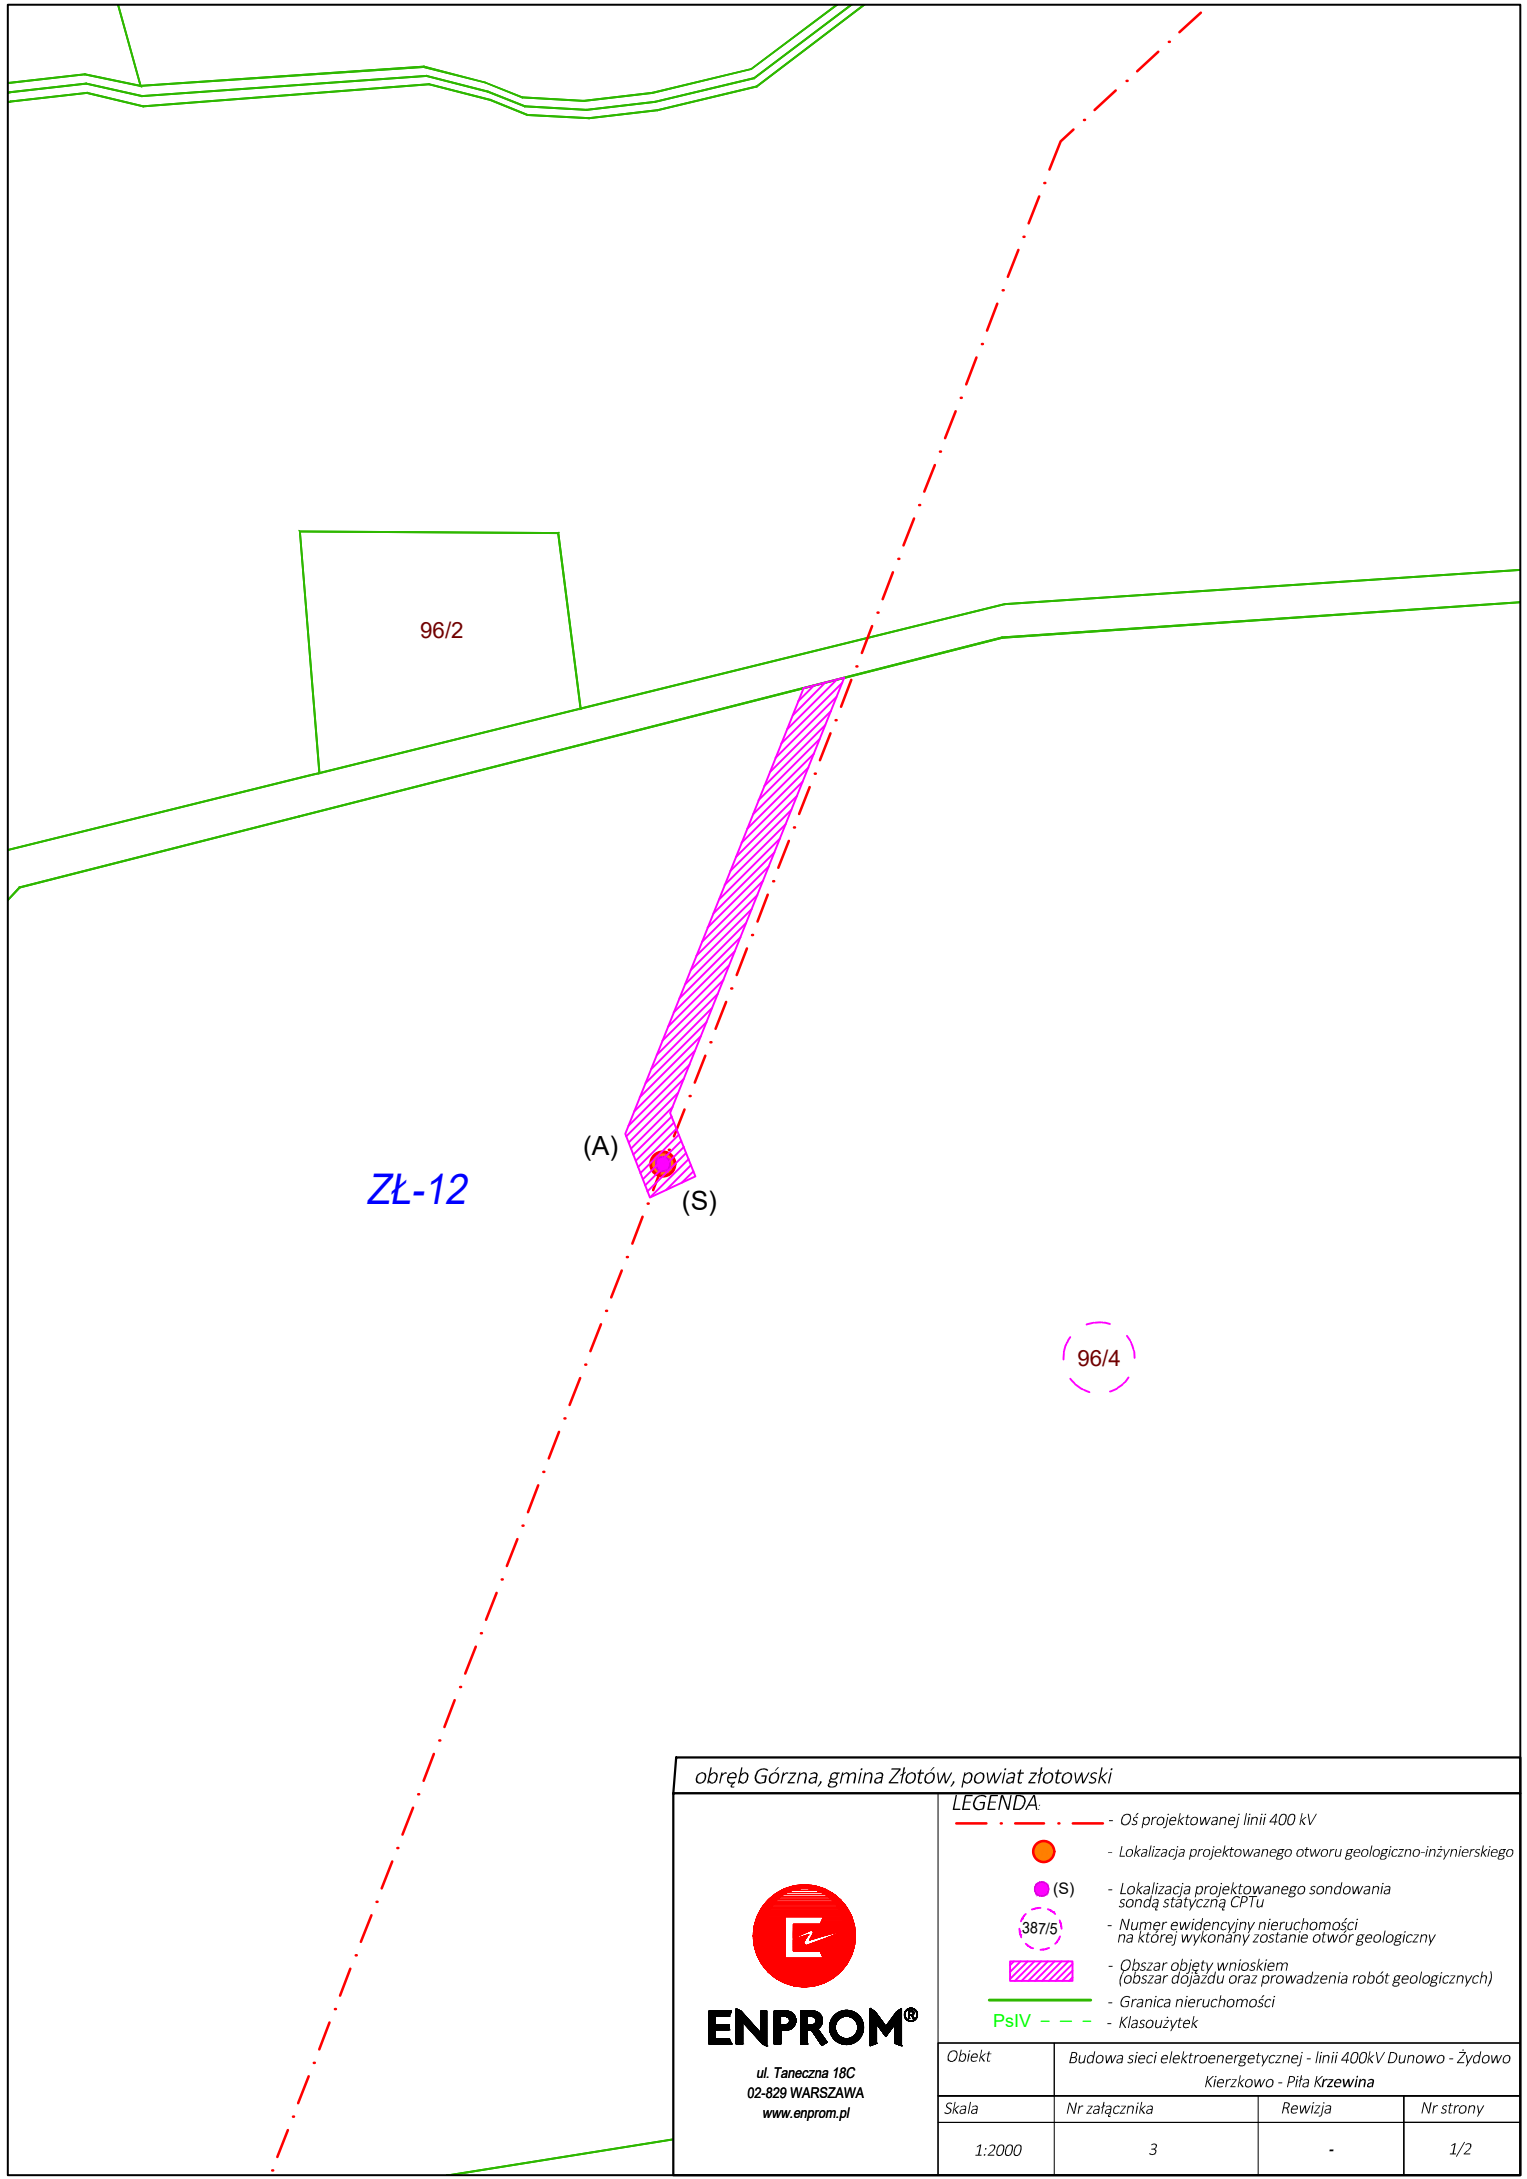 96/2
(A)
ZŁ-12
(S)
96/4
obręb Górzna, gmina Złotów, powiat złotowski
LEGENDA:
- Oś projektowanej linii 400 kV
- Lokalizacja projektowanego otworu geologiczno-inżynierskiego
(S) - Lokalizacja projektowanego sondowania
sondą statyczną CPTu
387/5 - Numer ewidencyjny nieruchomości
na której wykonany zostanie otwór geologiczny
- Obszar objęty wnioskiem
(obszar dojazdu oraz prowadzenia robót geologicznych)
- Granica nieruchomości
PsIV - Klasoużytek
ENPROM®
ul. Taneczna 18C
02-829 WARSZAWA
www.enprom.pl
Obiekt Budowa sieci elektroenergetycznej - linii 400kV Dunowo - Żydowo
Kierzkowo - Piła Krzewina
Skala Nr załącznika Rewizja Nr strony
1:2000 3 - 1/2